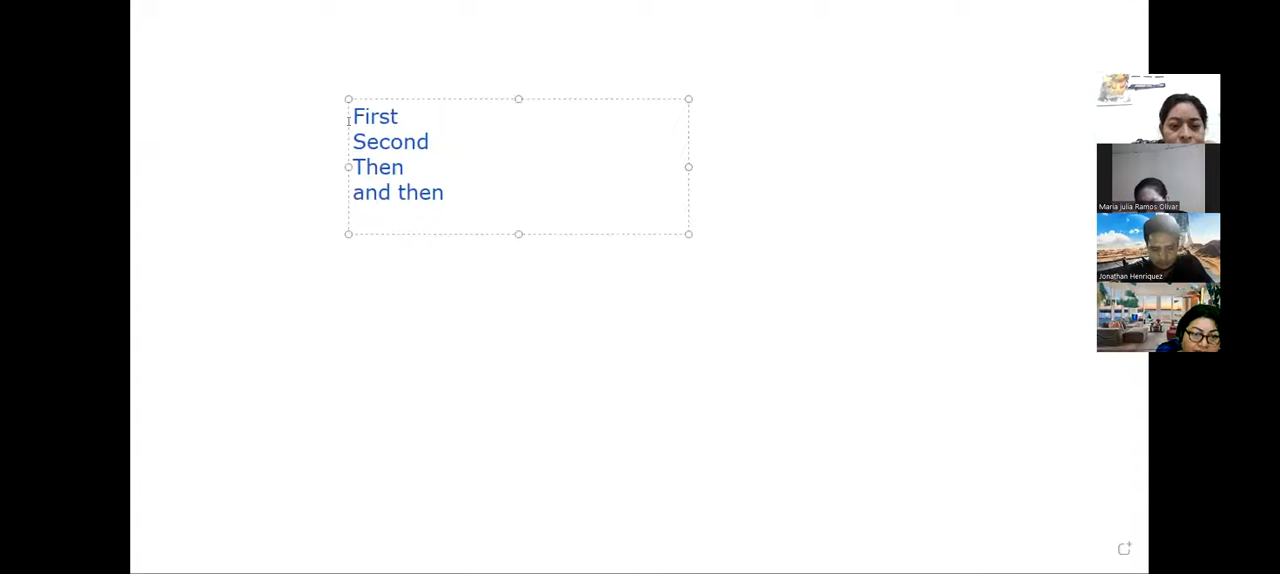 First
Second
Then
and then
Maria julia Ramos Olivar
Jonathan Henriquez